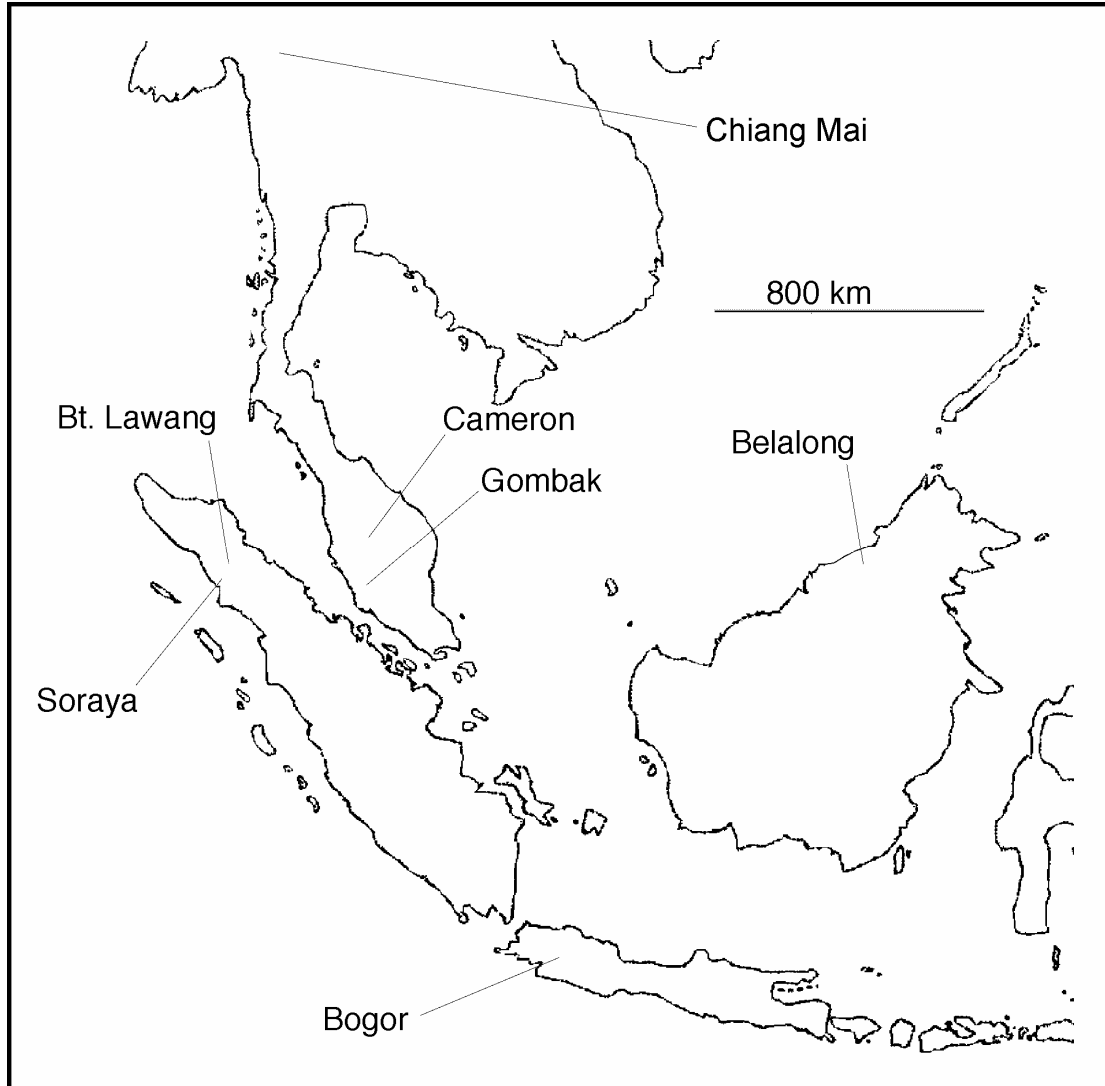 Chiang Mai
800 km
Bt. Lawang
Cameron
Belalong
Gombak
Soraya
Bogor